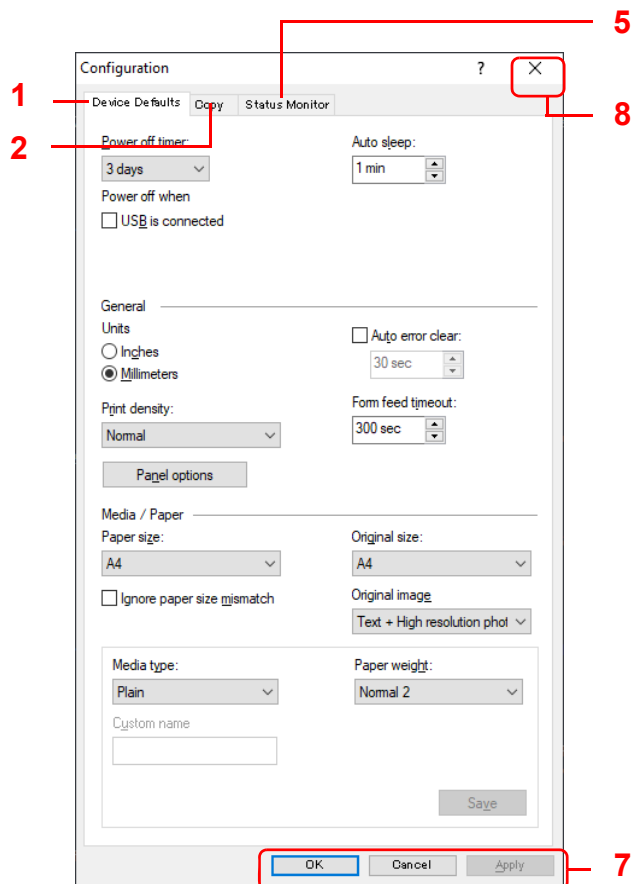 5
Configuration ?
8
1
Device Defaults Copy Status Monitor
2
Power off timer: Auto sleep:
3 days 1 min
Power off when
USB is connected
General
Units Auto error clear:
Inches 30 sec
Millimeters
Print density: Form feed timeout:
Normal 300 sec
Panel options
Media / Paper
Paper size: Original size:
A4 A4
Ignore paper size mismatch Original image
Text + High resolution phot
Media type: Paper weight:
Plain Normal 2
Custom name
Save
OK Cancel Apply 7